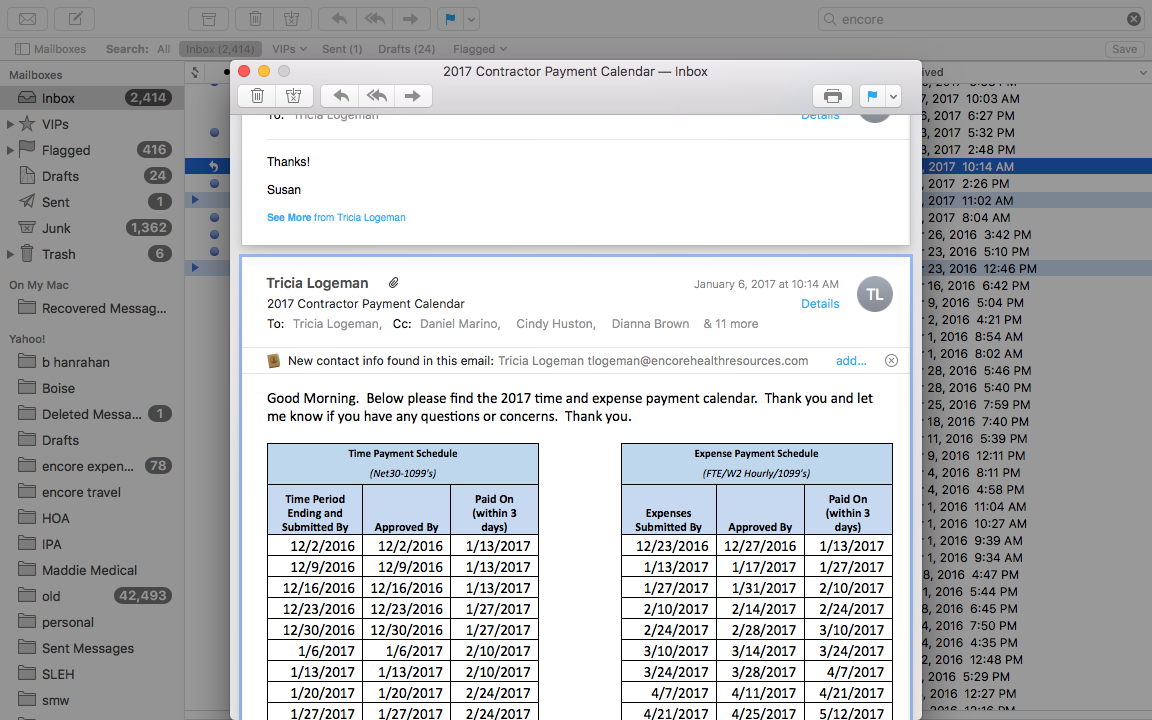 encore
Mailboxes Search: All Inbox (2,414) VIPs Sent (1) Drafts (24) Flagged Save
Mailboxes
Inbox 2,414
VIPs
Flagged 416
Drafts 24
Sent 1
Junk 1,362
Trash 6
On My Mac
Recovered Messag...
Yahoo!
b hanrahan
Boise
Deleted Messa... 1
Drafts
encore expen... 78
encore travel
HOA
IPA
Maddie Medical
old 42,493
personal
Sent Messages
SLEH
smw
2017 Contractor Payment Calendar — Inbox
To: Tricia Logeman Details
Thanks!
Susan
See More from Tricia Logeman
Tricia Logeman January 6, 2017 at 10:14 AM
TL
2017 Contractor Payment Calendar Details
To: Tricia Logeman, Cc: Daniel Marino, Cindy Huston, Dianna Brown & 11 more
New contact info found in this email: Tricia Logeman tlogeman@encorehealthresources.com add...
Good Morning. Below please find the 2017 time and expense payment calendar. Thank you and let
me know if you have any questions or concerns. Thank you.
Time Payment Schedule
(Net30-1099's)
Time Period
Ending and
Submitted By Approved By Paid On
(within 3
days)
12/2/2016 12/2/2016 1/13/2017
12/9/2016 12/9/2016 1/13/2017
12/16/2016 12/16/2016 1/13/2017
12/23/2016 12/23/2016 1/27/2017
12/30/2016 12/30/2016 1/27/2017
1/6/2017 1/6/2017 2/10/2017
1/13/2017 1/13/2017 2/10/2017
1/20/2017 1/20/2017 2/24/2017
1/27/2017 1/27/2017 2/24/2017
Expense Payment Schedule
(FTE/W2 Hourly/1099's)
Expenses
Submitted By Approved By Paid On
(within 3
days)
12/23/2016 12/27/2016 1/13/2017
1/13/2017 1/17/2017 1/27/2017
1/27/2017 1/31/2017 2/10/2017
2/10/2017 2/14/2017 2/24/2017
2/24/2017 2/28/2017 3/10/2017
3/10/2017 3/14/2017 3/24/2017
3/24/2017 3/28/2017 4/7/2017
4/7/2017 4/11/2017 4/21/2017
4/21/2017 4/25/2017 5/12/2017
ived
, 2017 10:03 AM
, 2017 6:27 PM
, 2017 5:32 PM
, 2017 2:48 PM
, 2017 10:14 AM
, 2017 2:26 PM
, 2017 11:02 AM
, 2017 8:04 AM
26, 2016 3:42 PM
23, 2016 5:10 PM
23, 2016 12:46 PM
16, 2016 6:42 PM
9, 2016 5:04 PM
2, 2016 4:21 PM
1, 2016 8:54 AM
1, 2016 8:02 AM
28, 2016 5:46 PM
28, 2016 5:40 PM
25, 2016 7:59 PM
18, 2016 7:40 PM
11, 2016 5:39 PM
9, 2016 12:11 PM
4, 2016 8:11 PM
4, 2016 4:58 PM
1, 2016 11:04 AM
1, 2016 10:27 AM
1, 2016 9:39 AM
1, 2016 9:34 AM
8, 2016 4:47 PM
, 2016 5:44 PM
, 2016 6:45 PM
, 2016 7:50 PM
, 2016 4:35 PM
, 2016 12:48 PM
, 2016 5:29 PM
, 2016 12:27 PM